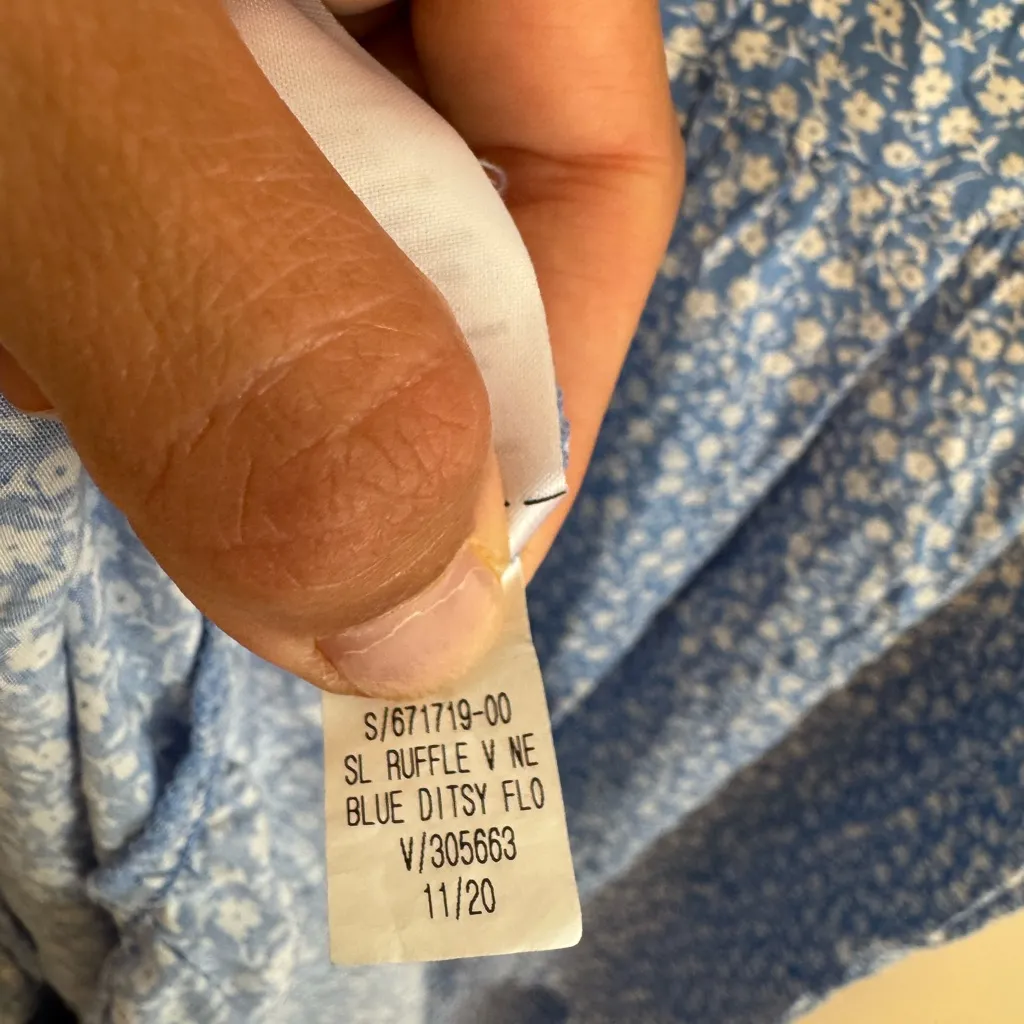 S/671719-00
SL RUFFLE V NE
BLUE DITSY FLO
V/305663
11/20